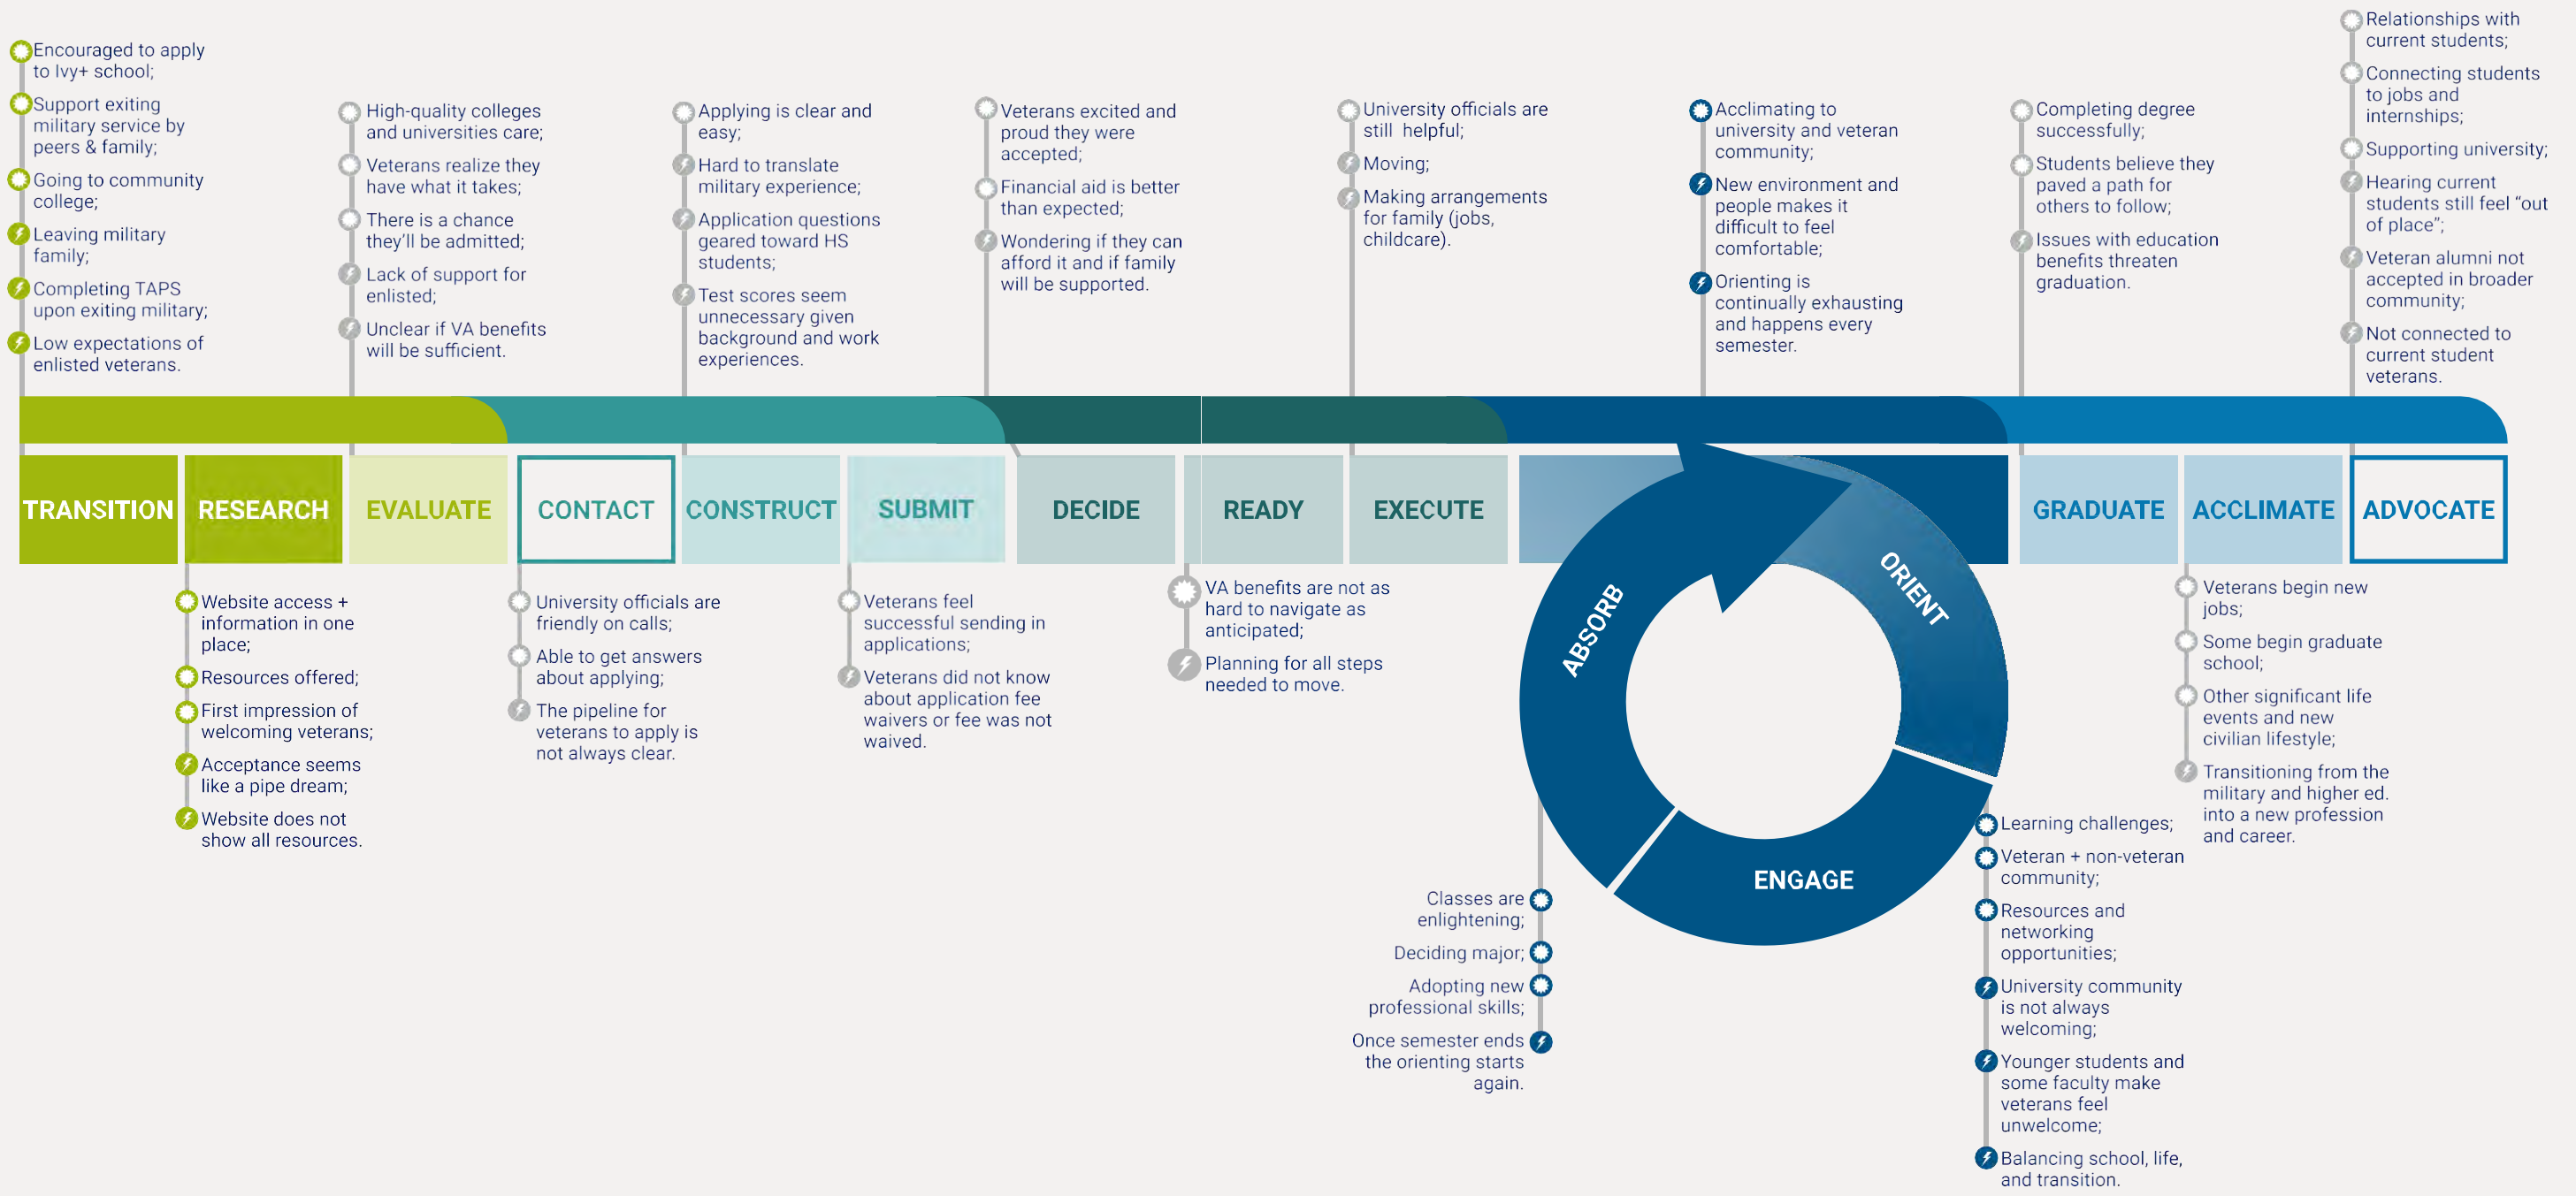 Encouraged to apply
to Ivy+ school;
Support exiting
military service by
peers & family;
Going to community
college;
Leaving military
family;
Completing TAPS
upon exiting military;
Low expectations of
enlisted veterans.
High-quality colleges
and universities care;
Veterans realize they
have what it takes;
There is a chance
they'll be admitted;
Lack of support for
enlisted;
Unclear if VA benefits
will be sufficient.
Applying is clear and
easy;
Hard to translate
military experience;
Application questions
geared toward HS
students;
Test scores seem
unnecessary given
background and work
experiences.
Veterans excited and
proud they were
accepted;
Financial aid is better
than expected;
Wondering if they can
afford it and if family
will be supported.
University officials are
still helpful;
Moving;
Making arrangements
for family (jobs,
childcare).
Acclimating to
university and veteran
community;
New environment and
people makes it
difficult to feel
comfortable;
Orienting is
continually exhausting
and happens every
semester.
Completing degree
successfully;
Students believe they
paved a path for
others to follow;
Issues with education
benefits threaten
graduation.
Relationships with
current students;
Connecting students
to jobs and
internships;
Supporting university;
Hearing current
students still feel "out
of place";
Veteran alumni not
accepted in broader
community;
Not connected to
current student
veterans.
TRANSITION
RESEARCH
EVALUATE
CONTACT
CONSTRUCT
SUBMIT
DECIDE
READY
EXECUTE
ORIENT
ENGAGE
ABSORB
GRADUATE
ACCLIMATE
ADVOCATE
Website access +
information in one
place;
Resources offered;
First impression of
welcoming veterans;
Acceptance seems
like a pipe dream;
Website does not
show all resources.
University officials are
friendly on calls;
Able to get answers
about applying;
The pipeline for
veterans to apply is
not always clear.
Veterans feel
successful sending in
applications;
Veterans did not know
about application fee
waivers or fee was not
waived.
VA benefits are not as
hard to navigate as
anticipated;
Planning for all steps
needed to move.
Classes are
enlightening;
Deciding major;
Adopting new
professional skills;
Once semester ends
the orienting starts
again.
Learning challenges;
Veteran + non-veteran
community;
Resources and
networking
opportunities;
University community
is not always
welcoming;
Younger students and
some faculty make
veterans feel
unwelcome;
Balancing school, life,
and transition.
Veterans begin new
jobs;
Some begin graduate
school;
Other significant life
events and new
civilian lifestyle;
Transitioning from the
military and higher ed.
into a new profession
and career.